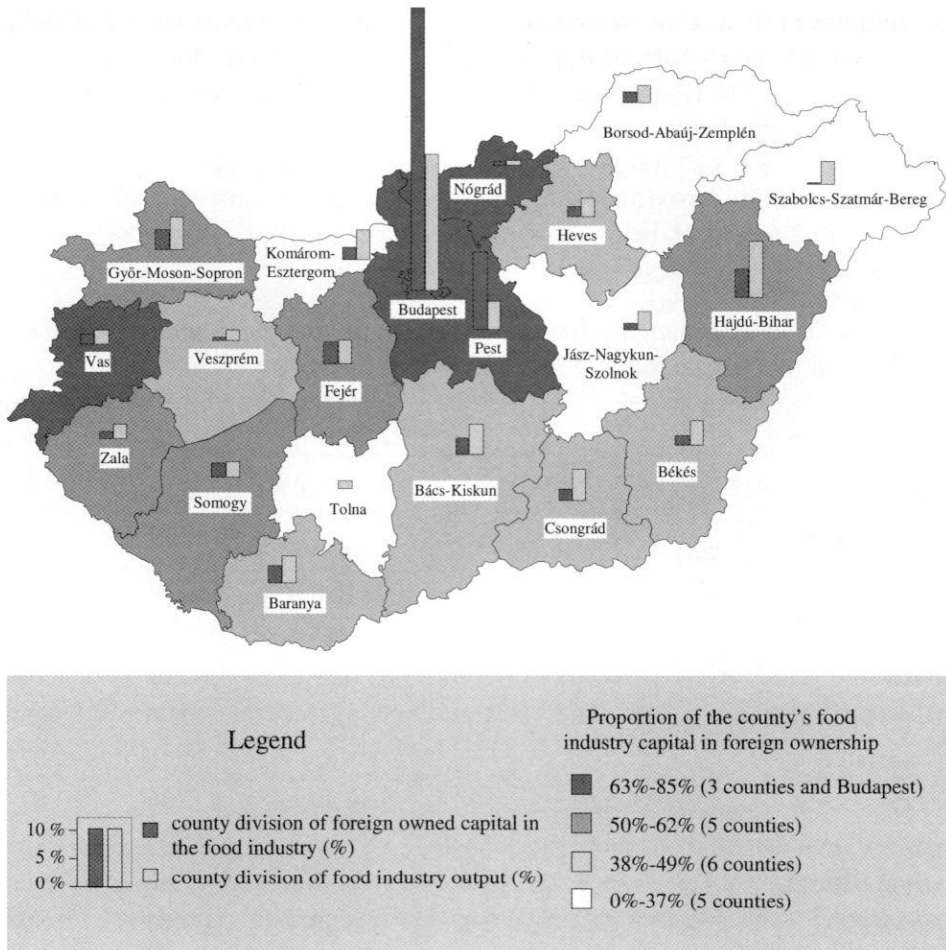 Borsod-Abaúj-Zemplén
Szabolcs-Szatmár-Bereg
Nógrád
Heves
Komárom-
Esztergom
Győr-Moson-Sopron
Budapest
Hajdú-Bihar
Pest
Jász-Nagykun-
Szolnok
Vas
Veszprém
Fejér
Zala
Somogy
Tolna
Bács-Kiskun
Békés
Csongrád
Baranya
Legend
10 %
5 %
0 %
county division of foreign owned capital in
the food industry (%)
county division of food industry output (%)
Proportion of the county's food
industry capital in foreign ownership
63%-85% (3 counties and Budapest)
50%-62% (5 counties)
38%-49% (6 counties)
0%-37% (5 counties)